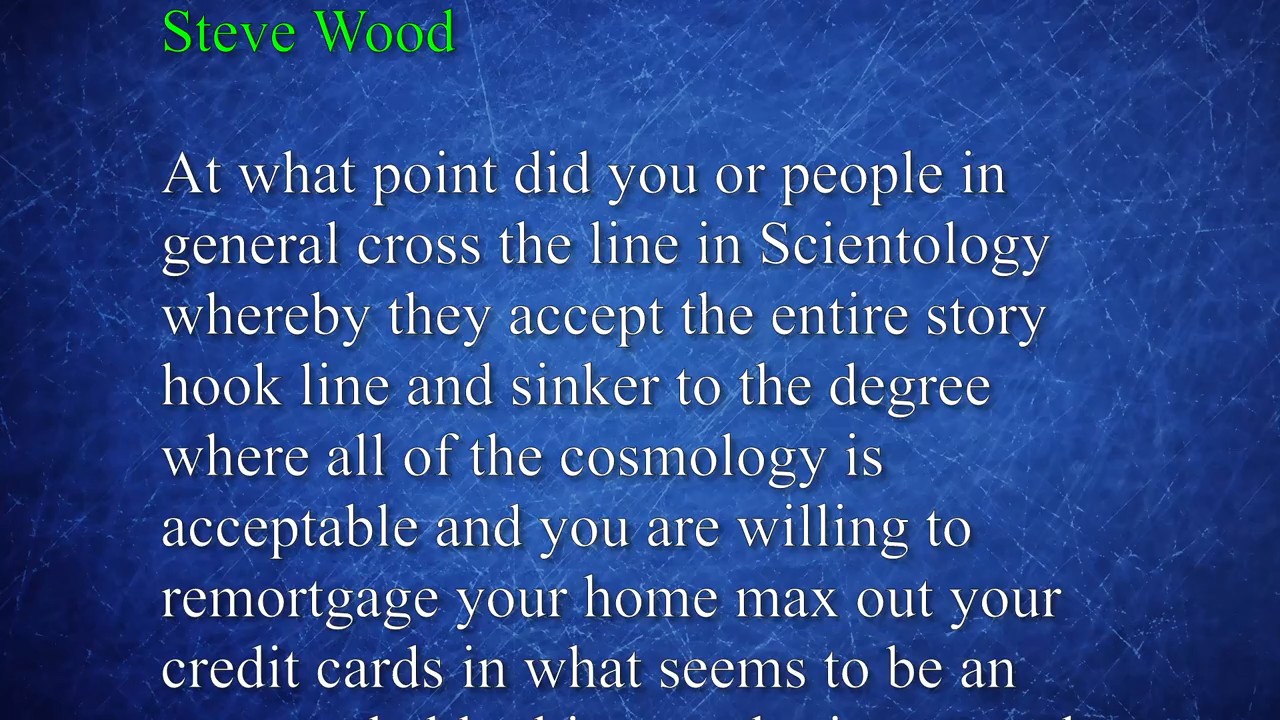 Steve Wood
At what point did you or people in
general cross the line in Scientology
whereby they accept the entire story
hook line and sinker to the degree
where all of the cosmology is
acceptable and you are willing to
remortgage your home max out your
credit cards in what seems to be an